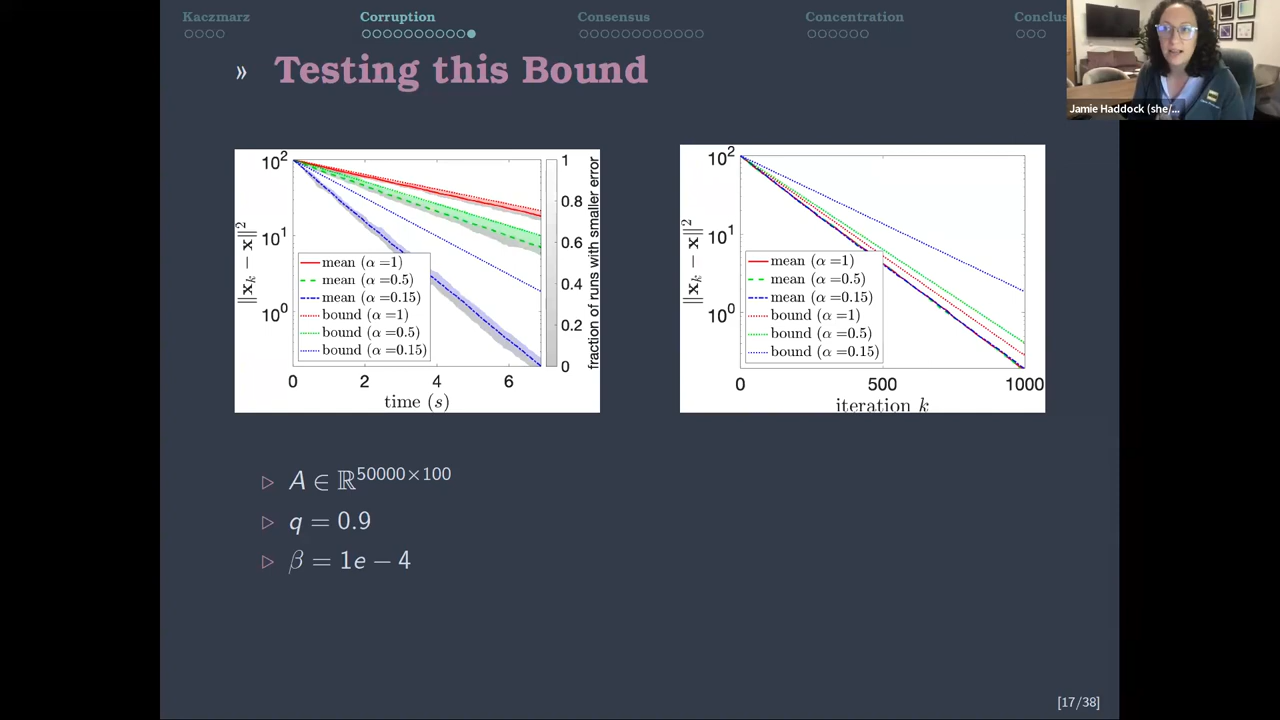 Kaczmarz Corruption Consensus Concentration Conclus
» Testing this Bound
Jamie Haddock (she/...
10² 10¹ 10⁰
‖x_k − x‖²
mean (α =1)
mean (α =0.5)
mean (α =0.15)
bound (α =1)
bound (α =0.5)
bound (α =0.15)
0 2 4 6
time (s)
1 0.8 0.6 0.4 0.2 0
fraction of runs with smaller error
10² 10¹ 10⁰
‖x_k − x‖²
mean (α =1)
mean (α =0.5)
mean (α =0.15)
bound (α =1)
bound (α =0.5)
bound (α =0.15)
0 500 1000
iteration k
▷ A ∈ ℝ^50000×100
▷ q = 0.9
▷ β = 1e − 4
[17/38]